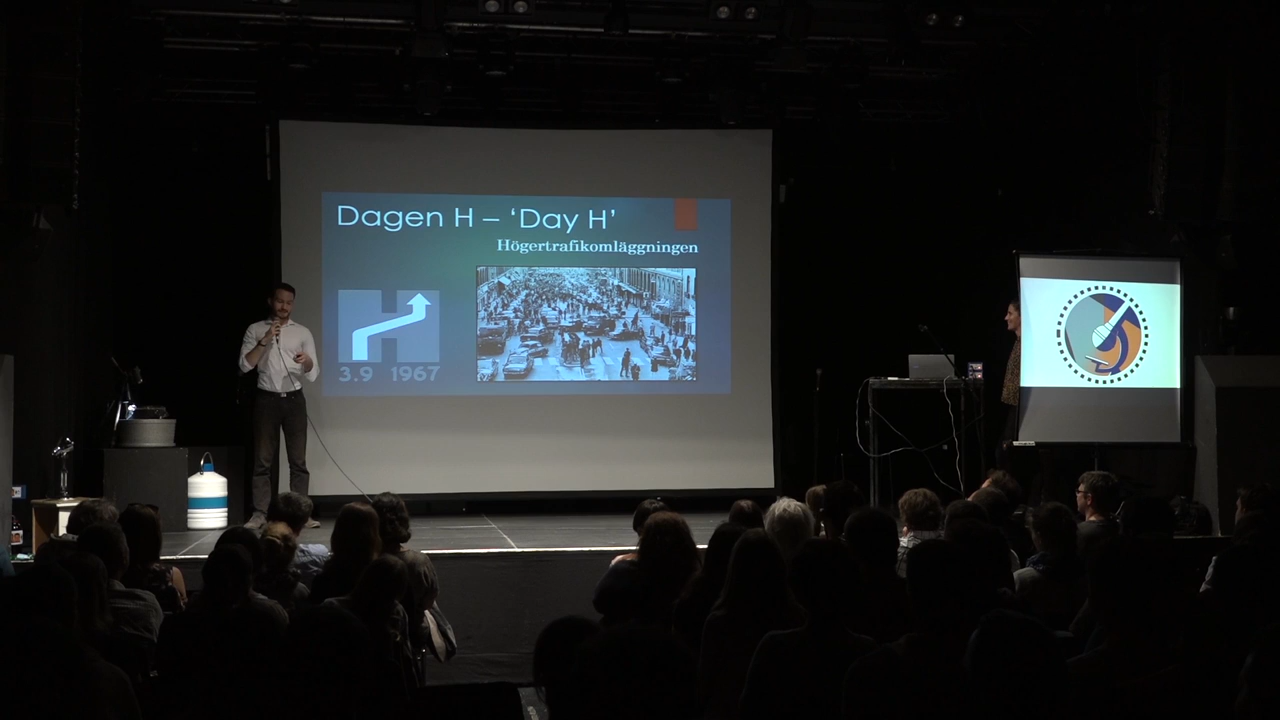 Dagen H – ‘Day H’
Högertrafikomläggningen
H
3.9 1967